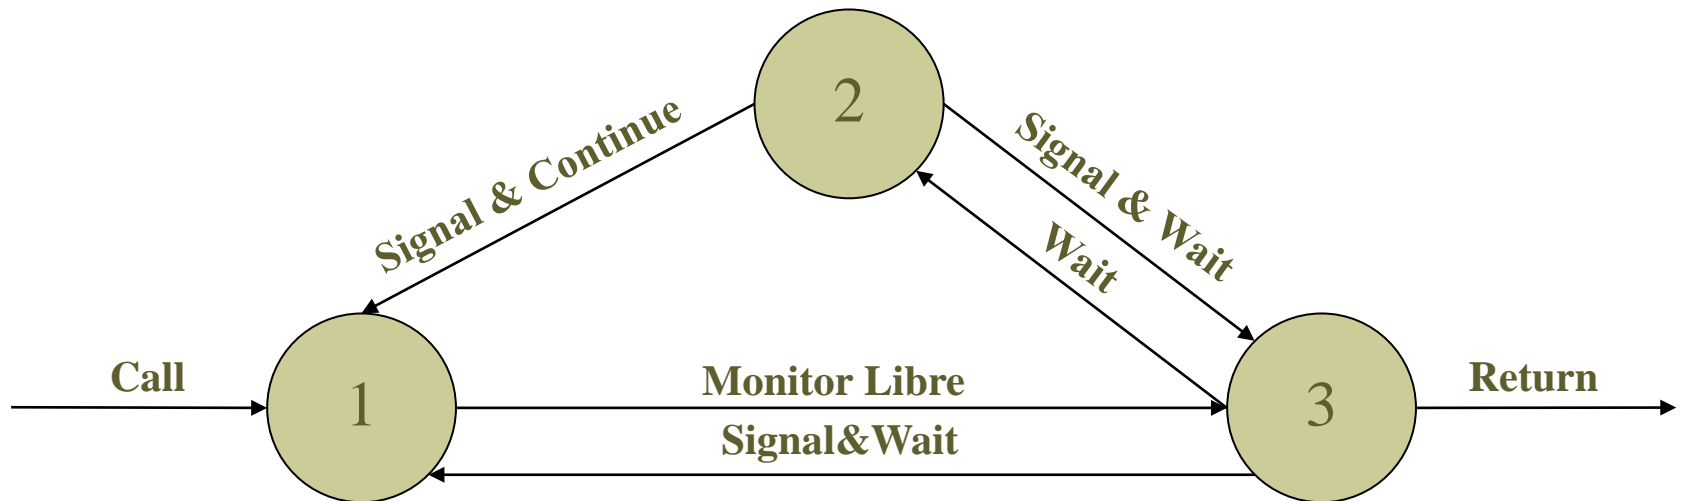 2
Signal & Continue
Signal & Wait
Wait
Call
1
Monitor Libre
Signal&Wait
3
Return